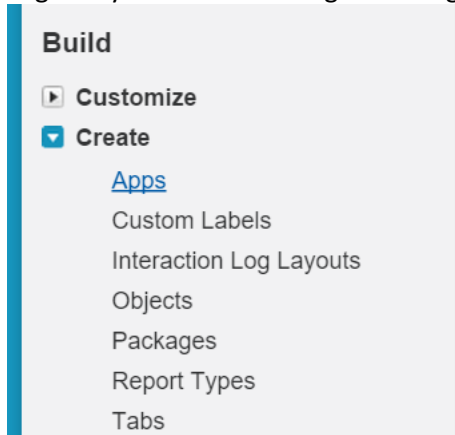 Build
Customize
Create
Apps
Custom Labels
Interaction Log Layouts
Objects
Packages
Report Types
Tabs